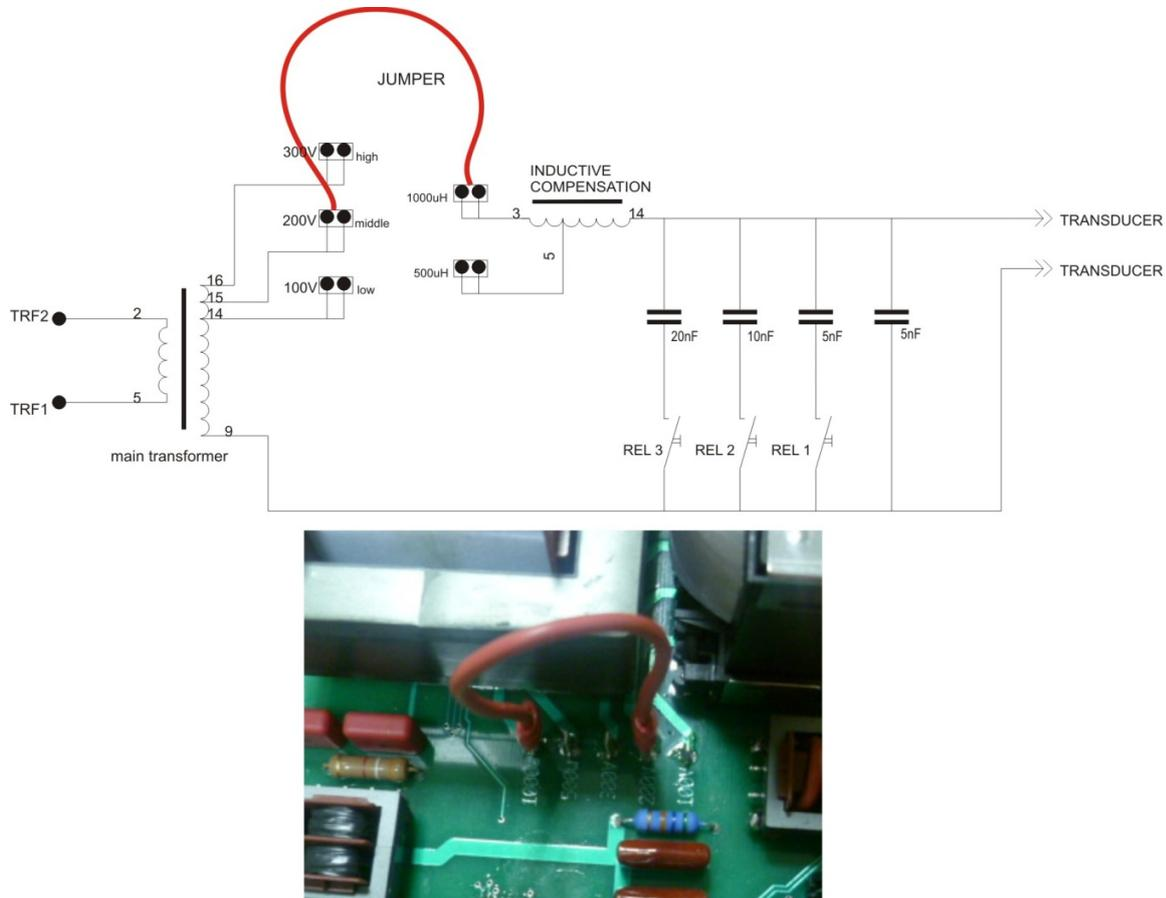 JUMPER
300V
high
200V
middle
100V
low
1000uH
500uH
INDUCTIVE
COMPENSATION
3
14
5
TRANSDUCER
TRANSDUCER
16
15
14
TRF2
2
TRF1
5
9
main transformer
20nF
10nF
5nF
5nF
REL 3
REL 2
REL 1
100V